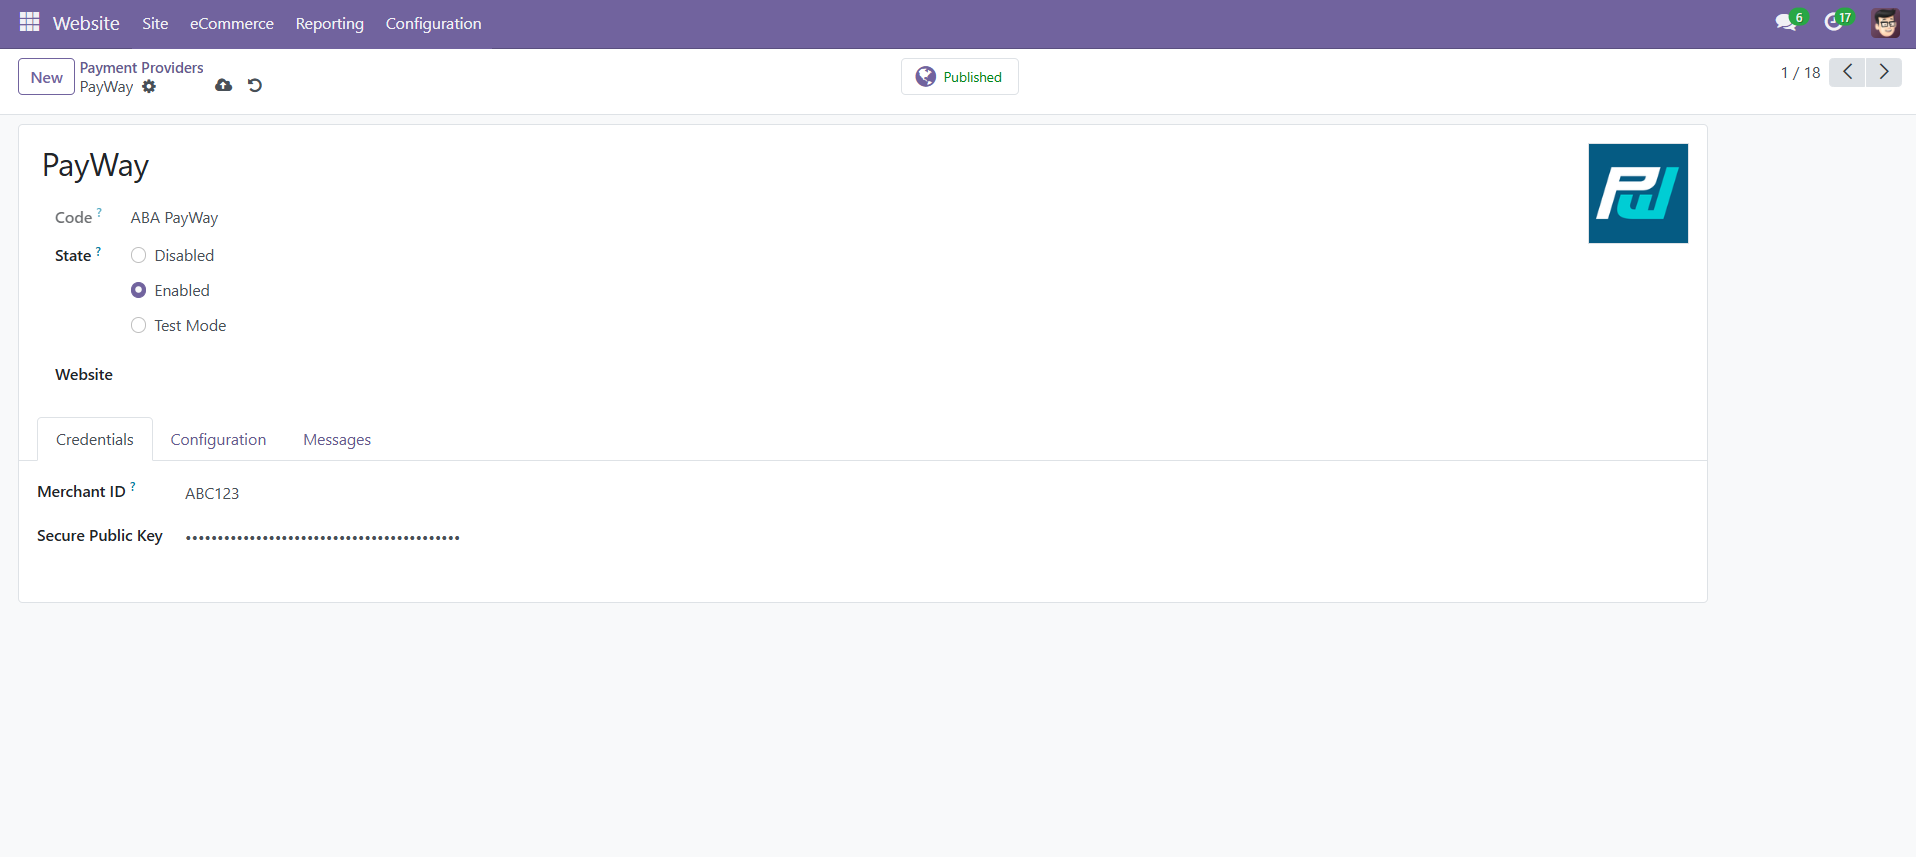 Website Site eCommerce Reporting Configuration 6 17
New Payment Providers
PayWay
Published
1 / 18
PayWay
PW
Code ? ABA PayWay
State ? Disabled
Enabled
Test Mode
Website
Credentials Configuration Messages
Merchant ID ? ABC123
Secure Public Key